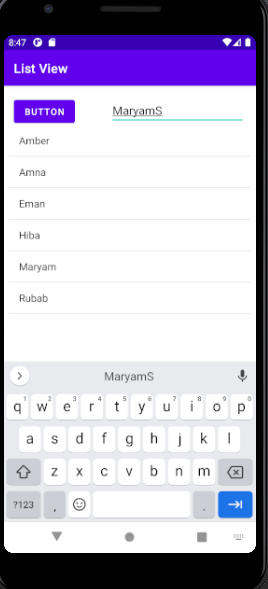 8:47
List View
BUTTON MaryamS
Amber
Amna
Eman
Hiba
Maryam
Rubab
MaryamS
1 2 3 4 5 6 7 8 9 0
q w e r t y u i o p
a s d f g h j k l
z x c v b n m
?123 , .